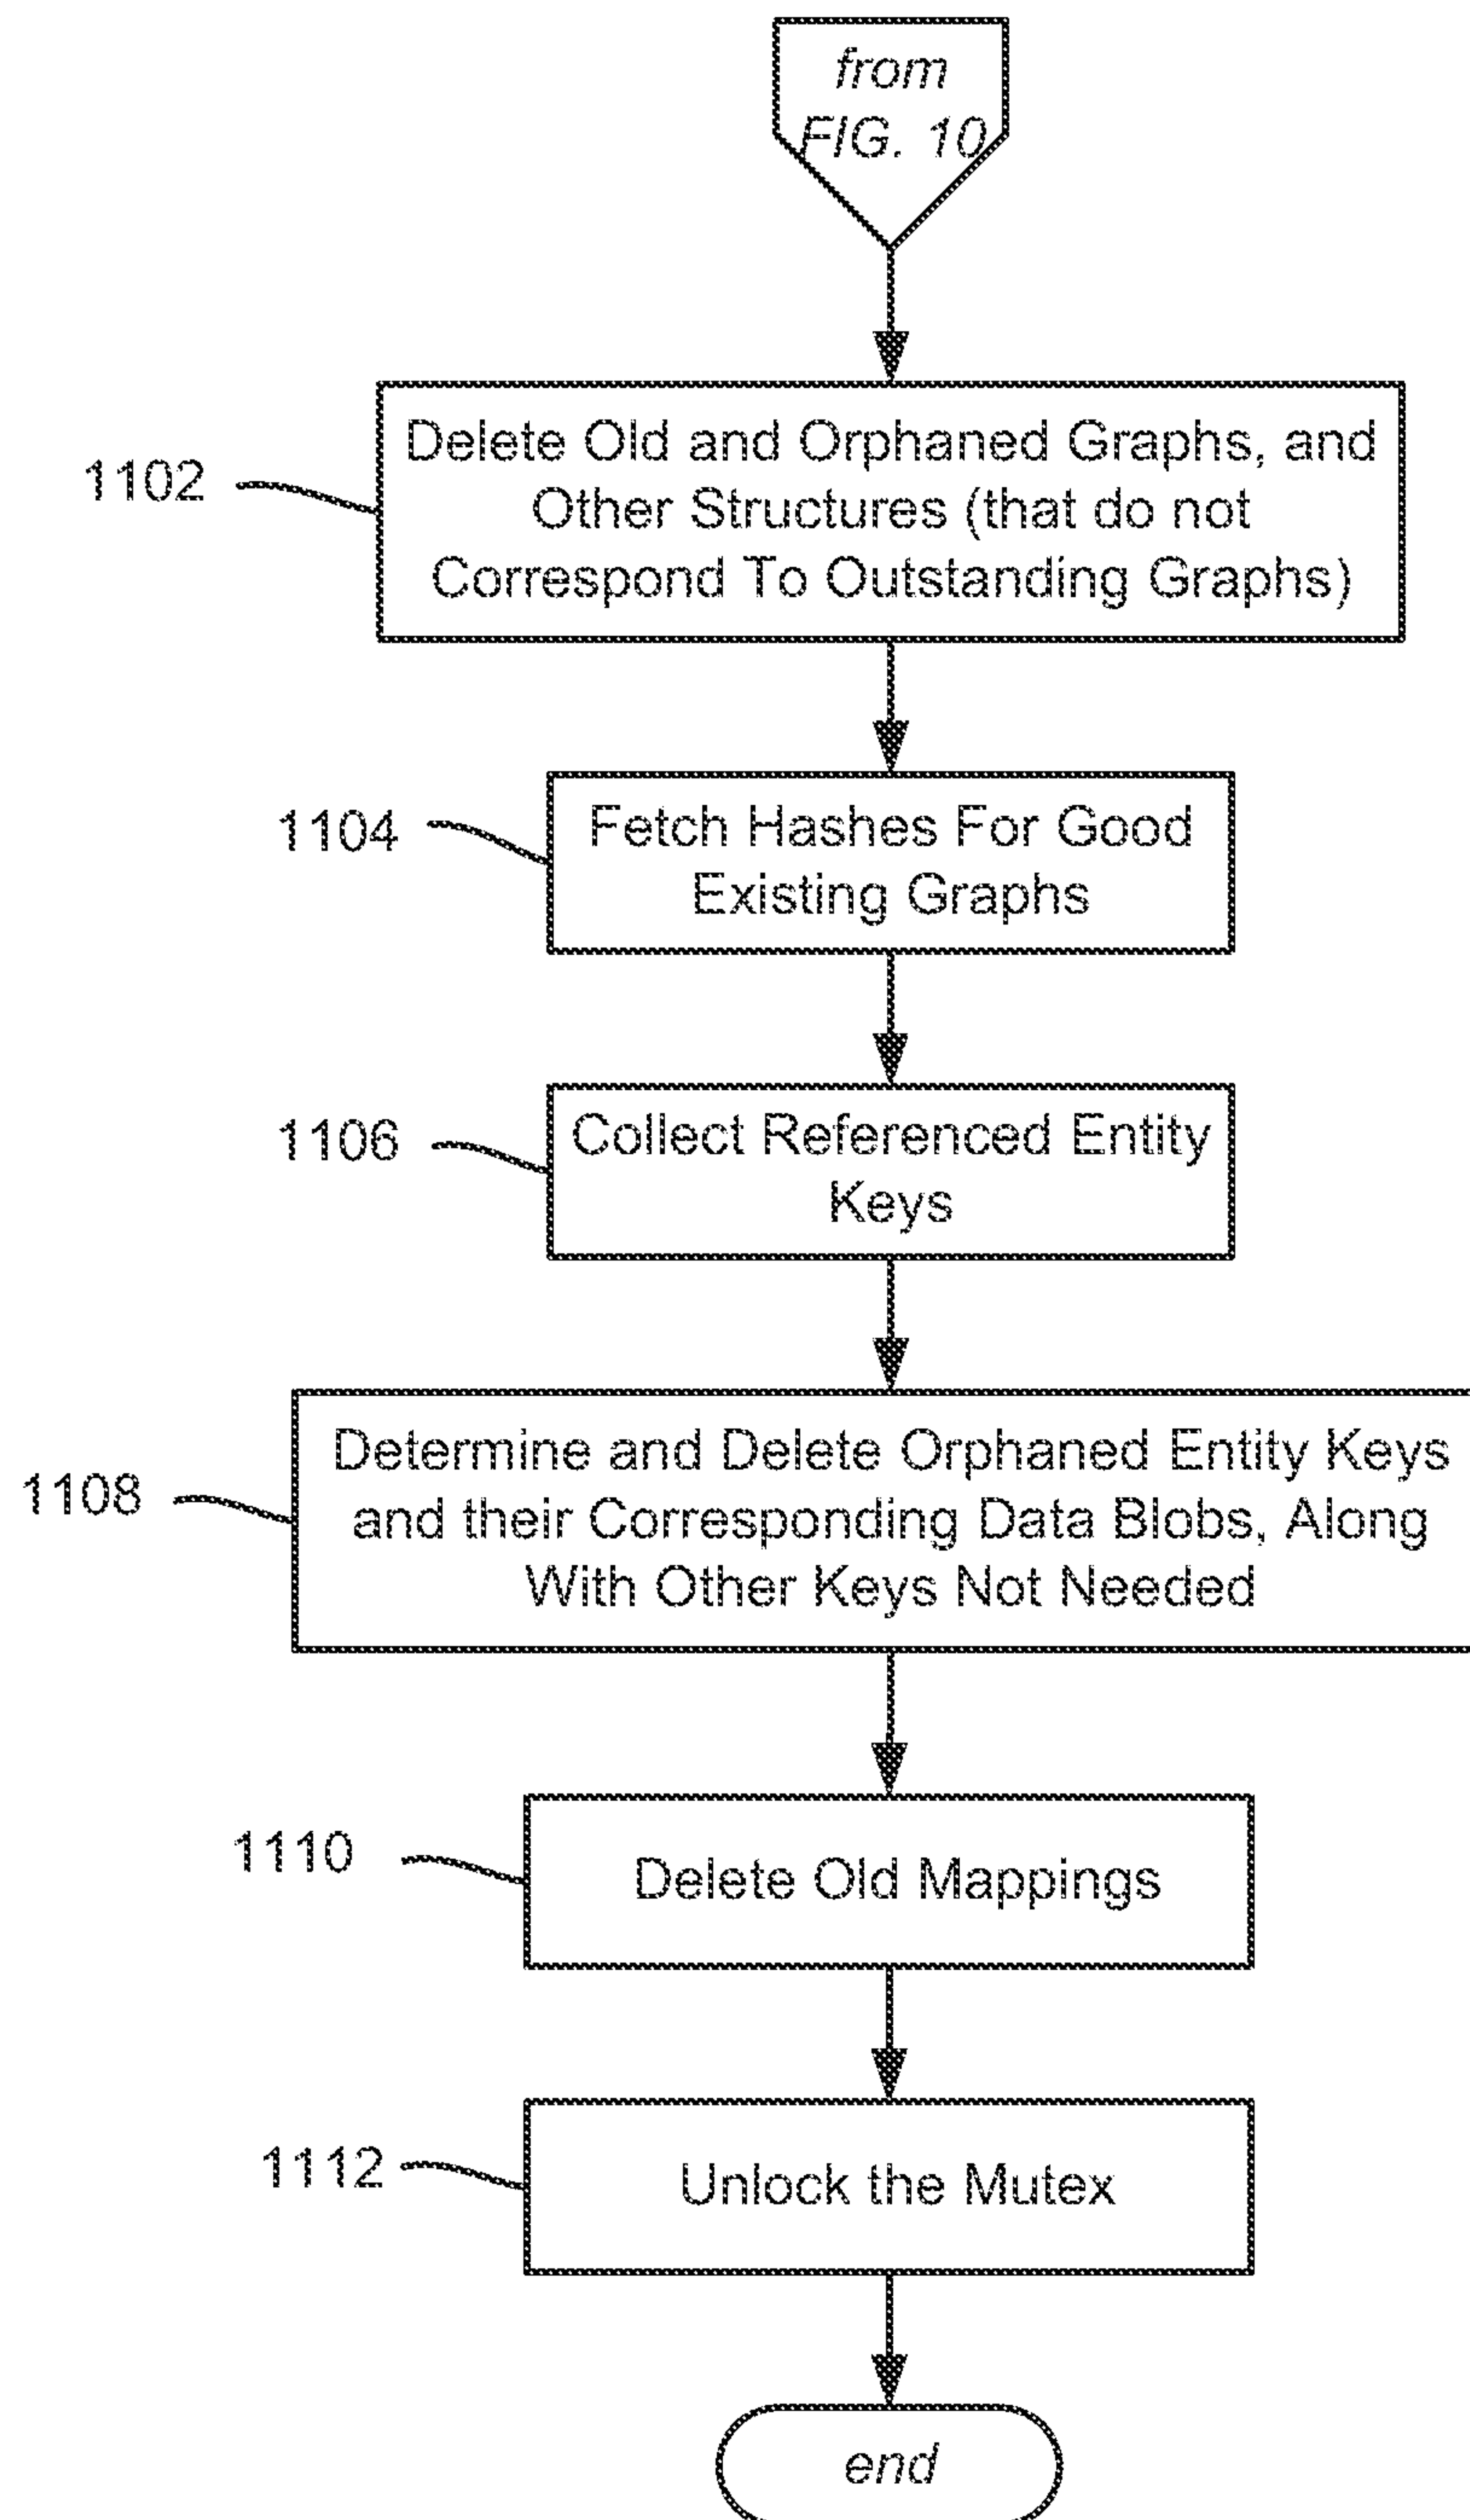 from
FIG. 10
1102
Delete Old and Orphaned Graphs, and
Other Structures (that do not
Correspond To Outstanding Graphs)
1104
Fetch Hashes For Good
Existing Graphs
1106
Collect Referenced Entity
Keys
1108
Determine and Delete Orphaned Entity Keys
and their Corresponding Data Blobs, Along
With Other Keys Not Needed
1110
Delete Old Mappings
1112
Unlock the Mutex
end